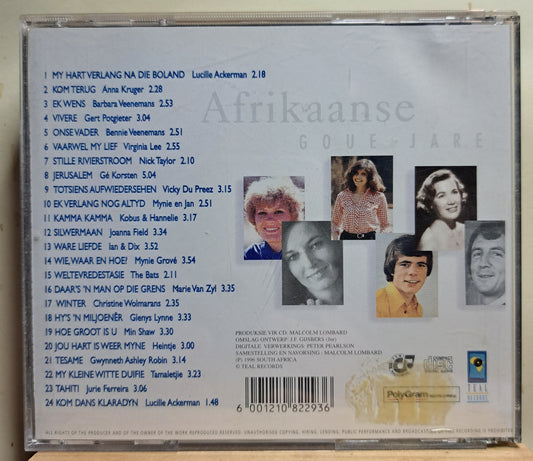 Afrikaanse
GOUE JARE
1 MY HART VERLANG NA DIE BOLAND Lucille Ackerman 2.18
2 KOM TERUG Anna Kruger 2.28
3 EK WENS Barbara Veenemans 2.53
4 VIVERE Gert Potgieter 3.04
5 ONSE VADER Bennie Veenemans 2.51
6 VAARWEL MY LIEF Virginia Lee 2.55
7 STILLE RIVIERSTROOM Nick Taylor 2.10
8 JERUSALEM Gé Korsten 5.04
9 TOTSIENS AUFWIEDERSEHEN Vicky Du Preez 3.15
10 EK VERLANG NOG ALTYD Mynie en Jan 2.51
11 KAMMA KAMMA Kobus & Hannelie 3.17
12 SILWERMAAN Joanna Field 3.34
13 WARE LIEFDE Ian & Dix 3.52
14 WIE, WAAR EN HOE! Mynie Grové 3.54
15 WELTEVREDESTASIE The Bats 2.11
16 DAAR'S 'N MAN OP DIE GRENS Marie Van Zyl 3.35
17 WINTER Christine Wolmarans 2.35
18 HY'S 'N MILJOENÊR Glenys Lynne 3.33
19 HOE GROOT IS U Min Shaw 3.30
20 JOU HART IS WEER MYNE Heintje 3.00
21 TESAME Gwynneth Ashley Robin 3.14
22 MY KLEINE WITTE DUIFIE Tamaletjie 3.23
23 TAHITI Jurie Ferreira 3.06
24 KOM DANS KLARADYN Lucille Ackerman 1.48
PRODUKSIE VIR CD: MALCOLM LOMBARD
OMSLAG ONTWERP: J.F. GIJSBERS (Snr)
DIGITALE VERWERKINGS: PETER PEARLSON
SAMESTELLING EN NAVORSING: MALCOLM LOMBARD
(P) 1996 SOUTH AFRICA
© TEAL RECORDS
COMPACT
disc
DIGITAL AUDIO
PolyGram
TEAL
RECORDS
6 001210 822936
ALL RIGHTS OF THE PRODUCER AND OF THE OWNER OF THE WORK REPRODUCED RESERVED. UNAUTHORISED COPYING, HIRING, LENDING, PUBLIC PERFORMANCE AND BROADCASTING OF THIS RECORDING IS PROHIBITED